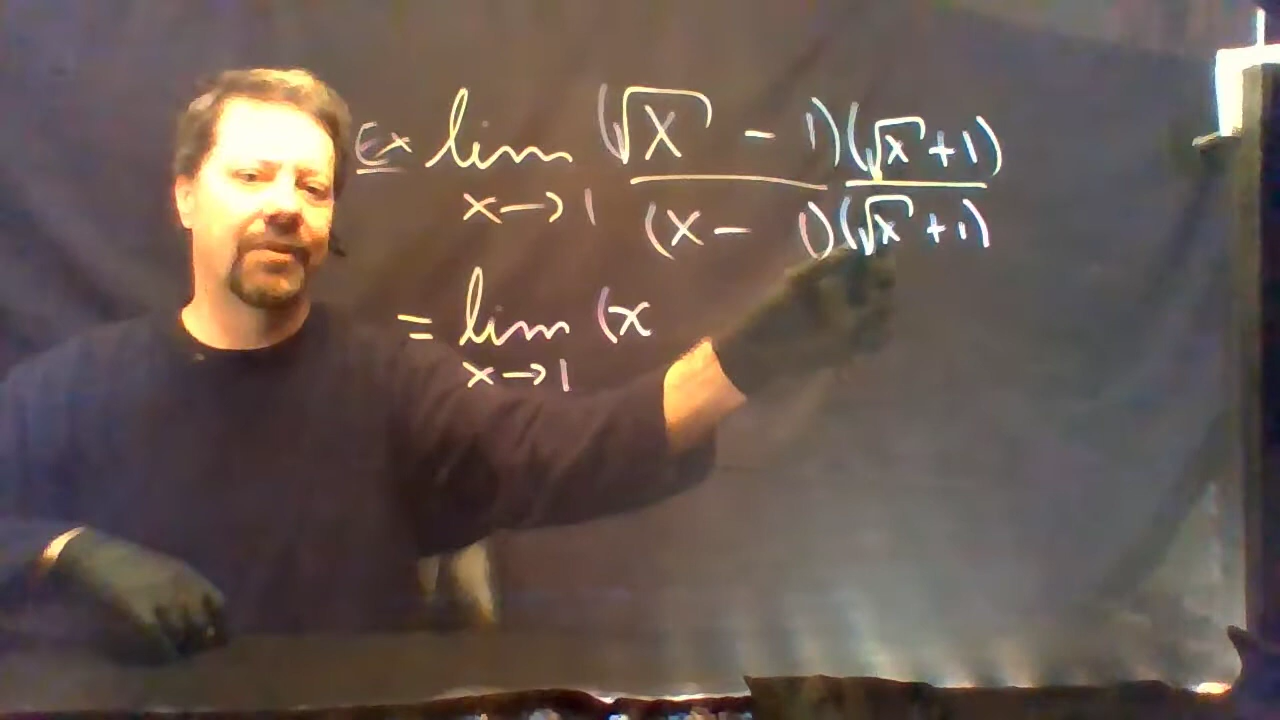 Ex lim (√x - 1)(√x + 1)
x→1 (x - 1)(√x + 1)
= lim (x
x→1